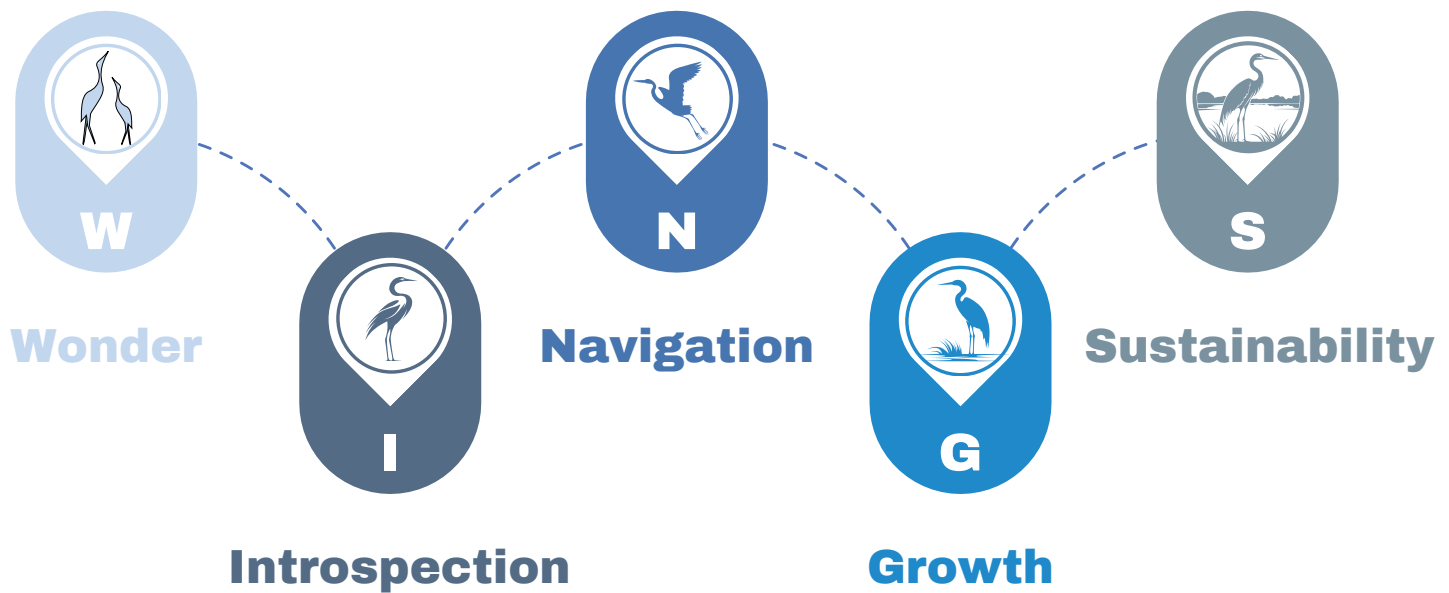 W
Wonder
I
Introspection
N
Navigation
G
Growth
S
Sustainability